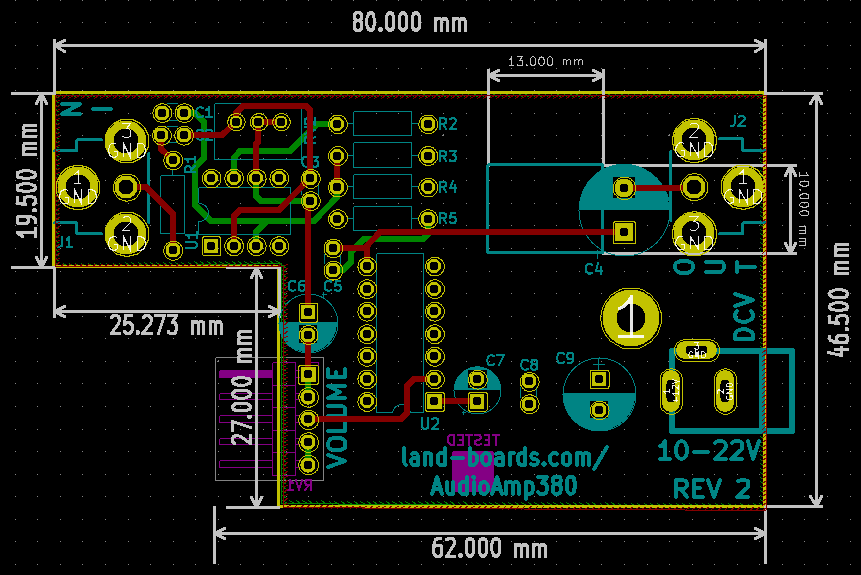 80.000 mm
13.000 mm
IN
C1
R2
J2
3
GND
3
GND
19.500 mm
R3
C3
R1
1
GND
R4
1
GND
10.000 mm
2
GND
R5
2
GND
J1
U1
C4
OUT
C6
C5
1
DCV
46.500 mm
25.273 mm
27.000 mm
C7
C8
C9
VOLUME
U2
TESTED
10-22V
land-boards.com/
AudioAmp380
RV1
REV 2
62.000 mm